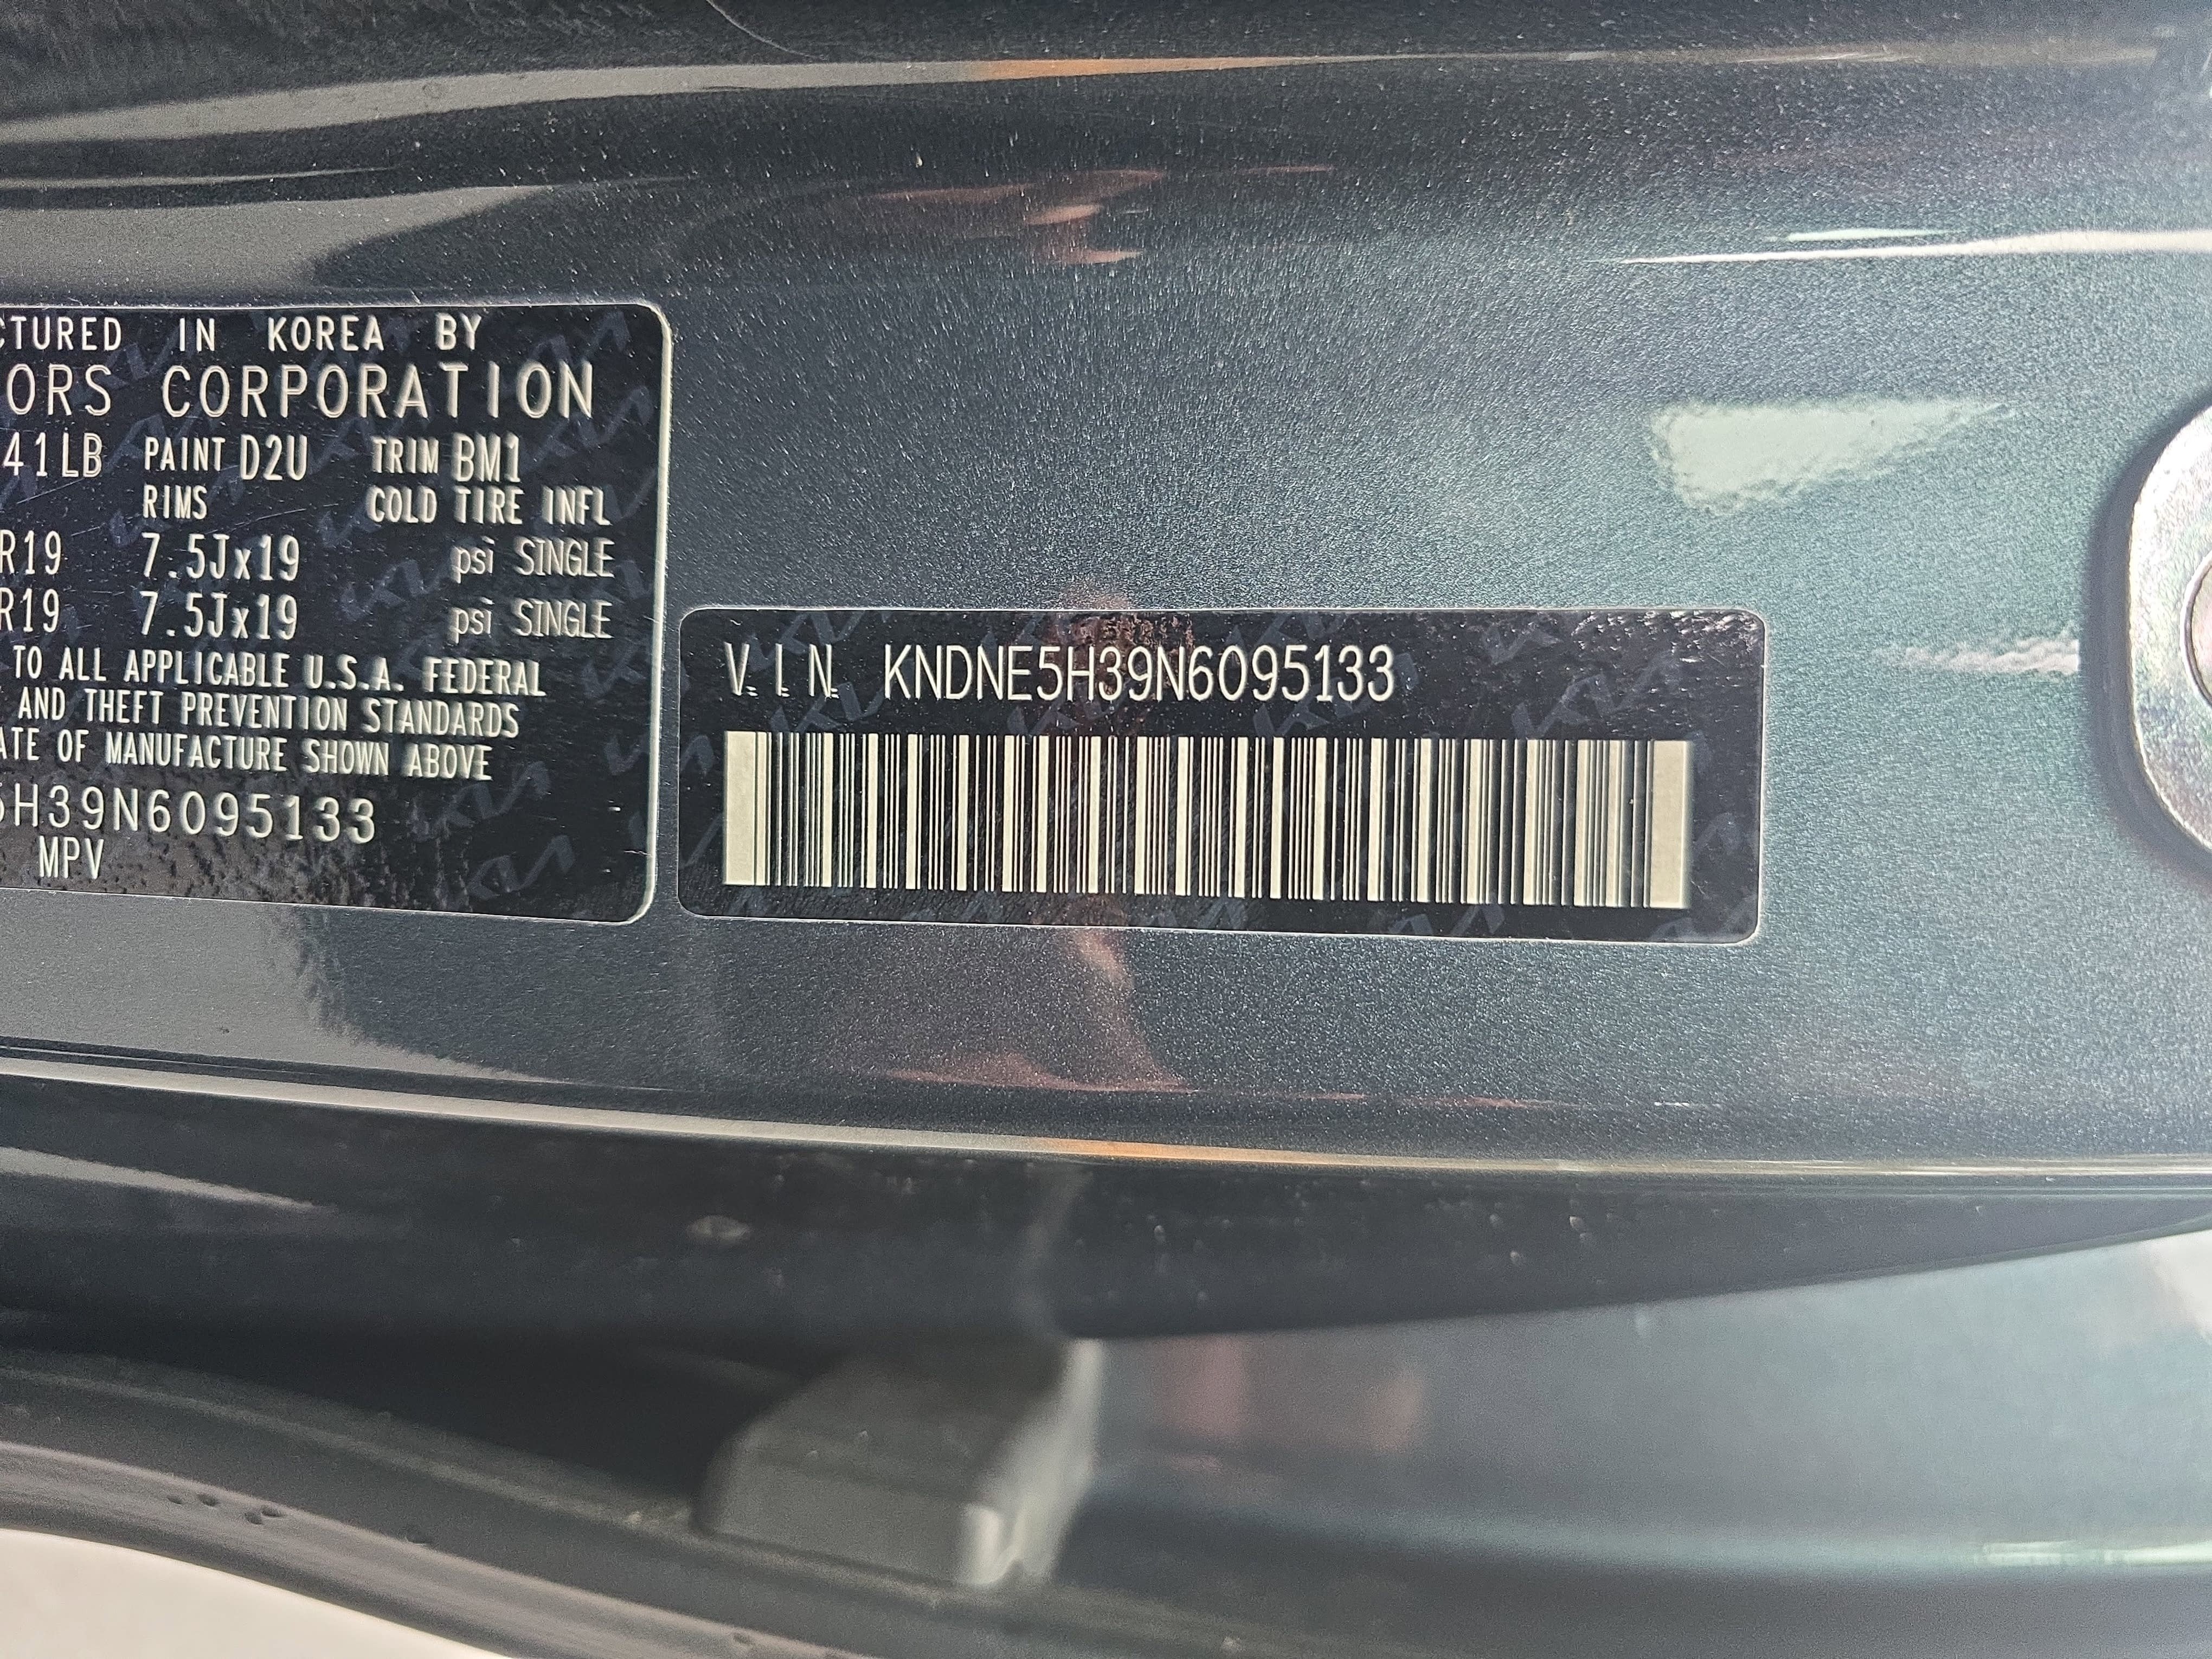 CTURED IN KOREA BY
ORS CORPORATION
41LB PAINT D2U TRIM BM1
RIMS COLD TIRE INFL
R19 7.5Jx19 psi SINGLE
R19 7.5Jx19 psi SINGLE
TO ALL APPLICABLE U.S.A. FEDERAL
AND THEFT PREVENTION STANDARDS
ATE OF MANUFACTURE SHOWN ABOVE
5H39N6095133
MPV
V.I.N. KNDNE5H39N6095133